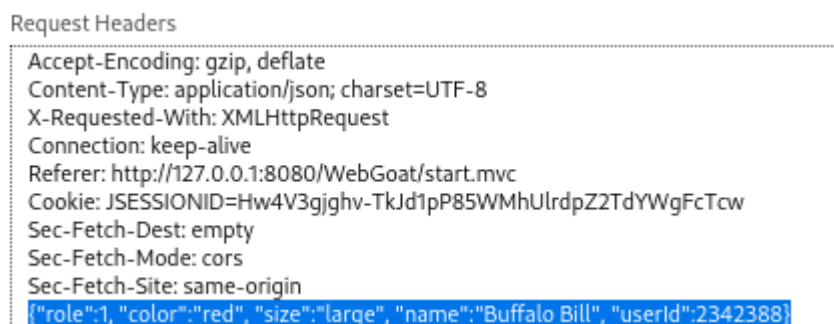 Request Headers
Accept-Encoding: gzip, deflate
Content-Type: application/json; charset=UTF-8
X-Requested-With: XMLHttpRequest
Connection: keep-alive
Referer: http://127.0.0.1:8080/WebGoat/start.mvc
Cookie: JSESSIONID=Hw4V3gjghv-TkJd1pP85WMhUlrdpZ2TdYWgFcTcw
Sec-Fetch-Dest: empty
Sec-Fetch-Mode: cors
Sec-Fetch-Site: same-origin
{"role":1, "color":"red", "size":"large", "name":"Buffalo Bill", "userId":2342388}